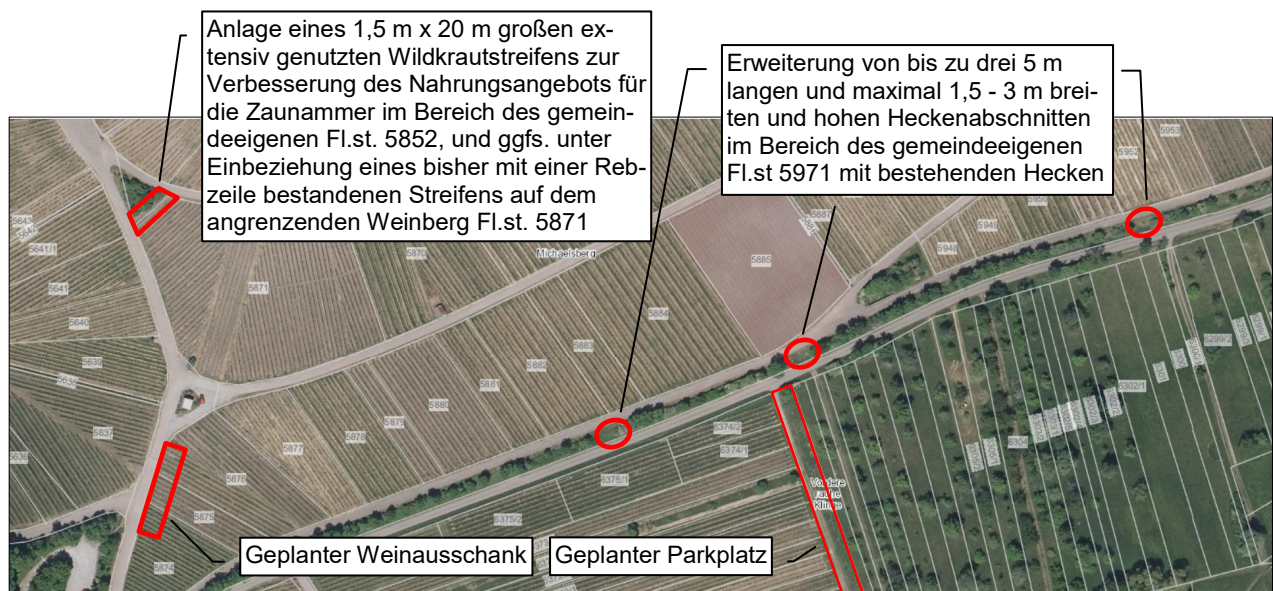 Anlage eines 1,5 m x 20 m großen ex-
tensiv genutzten Wildkrautstreifens zur
Verbesserung des Nahrungsangebots für
die Zaunammer im Bereich des gemein-
deeigenen Fl.st. 5852, und ggfs. unter
Einbeziehung eines bisher mit einer Reb-
zeile bestandenen Streifens auf dem
angrenzenden Weinberg Fl.st. 5871
Erweiterung von bis zu drei 5 m
langen und maximal 1,5 - 3 m brei-
ten und hohen Heckenabschnitten
im Bereich des gemeindeeigenen
Fl.st 5971 mit bestehenden Hecken
5953
5952
5950
5949
5948
5887
5885
Michaelsberg
5870
5871
5641/1
5641
5640
5639
5637
5636
5884
5883
5882
5881
5880
5879
5878
5877
5876
5875
5874
6374/2
6374/1
6375/1
6375/2
6299/2
6302/1
6304
Vordere
rauhe
Klinge
Geplanter Weinausschank
Geplanter Parkplatz